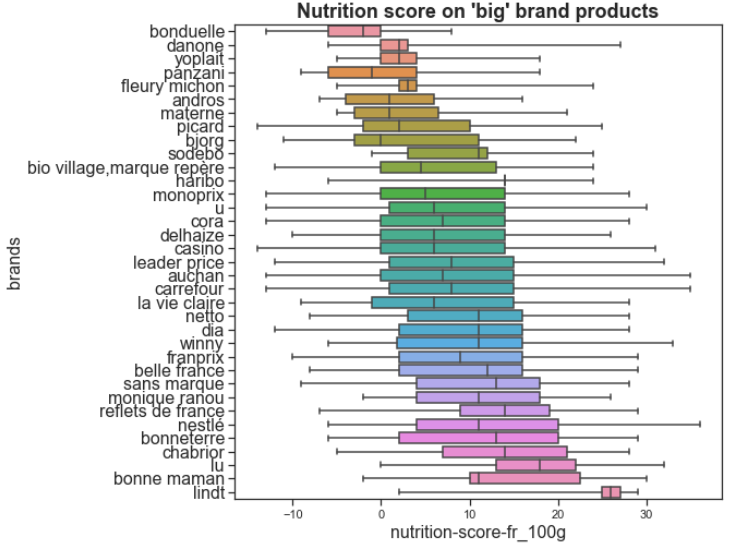 Nutrition score on 'big' brand products
bonduelle
danone
yoplait
panzani
fleury michon
andros
materne
picard
bjorg
sodebo
bio village,marque repère
haribo
monoprix
u
cora
delhaize
casino
leader price
auchan
carrefour
la vie claire
netto
dia
winny
franprix
belle france
sans marque
monique ranou
reflets de france
nestlé
bonneterre
chabrior
lu
bonne maman
lindt
brands
−10 0 10 20 30
nutrition-score-fr_100g